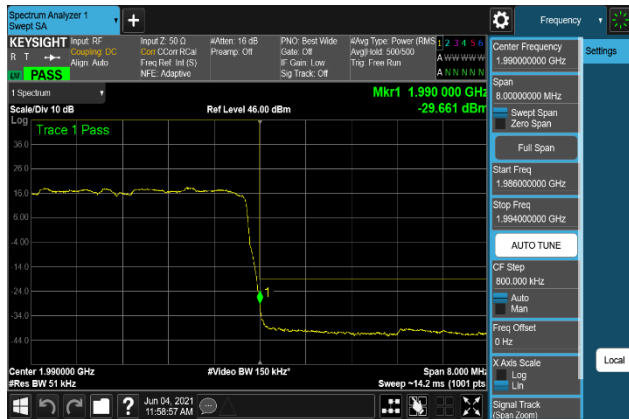 Spectrum Analyzer 1
Swept SA
Frequency
KEYSIGHT
Input: RF
R T
Coupling: DC
Align: Auto
Input Z: 50 Ω
Corr CCorr RCal
Freq Ref: Int (S)
NFE: Adaptive
#Atten: 16 dB
Preamp: Off
PNO: Best Wide
Gate: Off
IF Gain: Low
Sig Track: Off
#Avg Type: Power (RMS
Avg|Hold: 500/500
Trig: Free Run
1 2 3 4 5 6
A W W W W W
A N N N N N
PASS
1 Spectrum
Scale/Div 10 dB
Ref Level 46.00 dBm
Mkr1 1.990 000 GHz
-29.661 dBm
Log
Trace 1 Pass
36.0
26.0
16.0
6.00
-4.00
-14.0
-24.0
-34.0
-44.0
1
Center 1.990000 GHz
#Video BW 150 kHz*
Span 8.000 MHz
#Res BW 51 kHz
Sweep ~14.2 ms (1001 pts
Jun 04, 2021
11:58:57 AM
Center Frequency
1.990000000 GHz
Span
8.00000000 MHz
Swept Span
Zero Span
Full Span
Start Freq
1.986000000 GHz
Stop Freq
1.994000000 GHz
AUTO TUNE
CF Step
800.000 kHz
Auto
Man
Freq Offset
0 Hz
X Axis Scale
Log
Lin
Signal Track
(Span Zoom)
Settings
Local